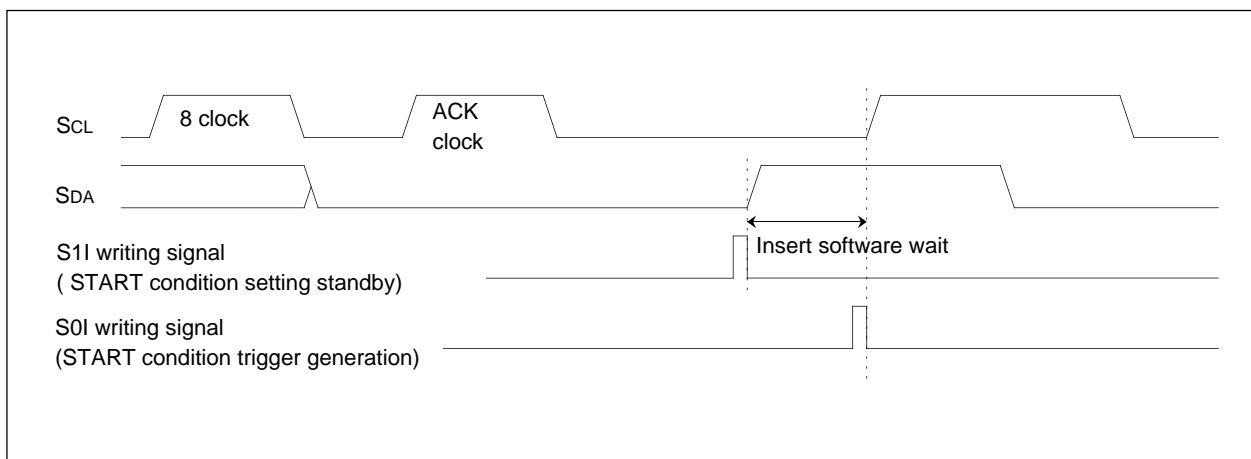 SCL
8 clock
ACK
clock
SDA
Insert software wait
S1I writing signal
( START condition setting standby)
S0I writing signal
(START condition trigger generation)